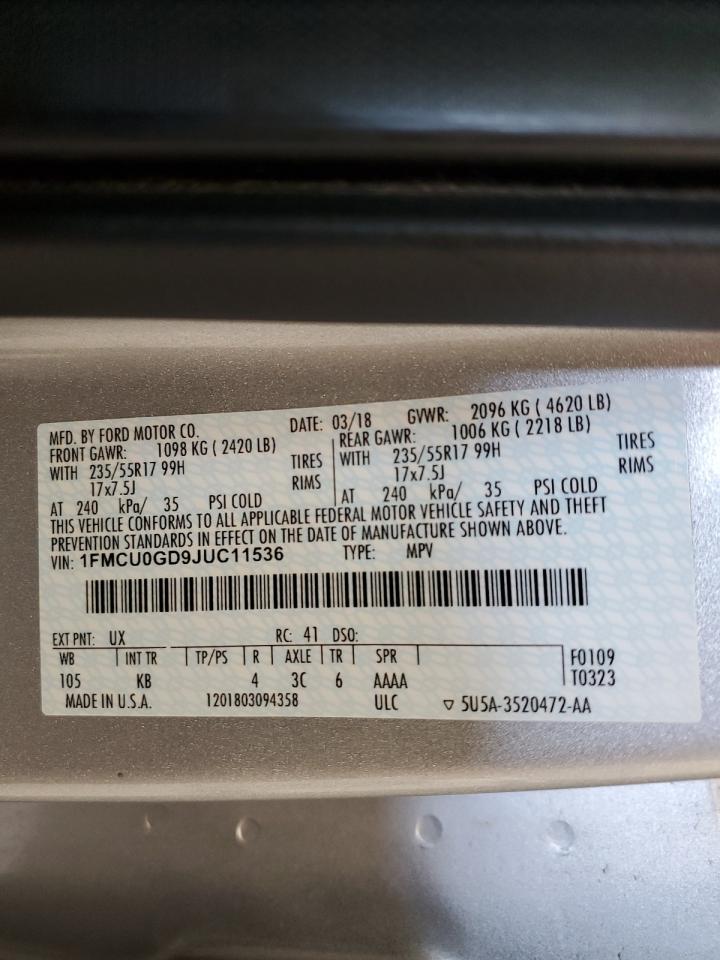 MFD. BY FORD MOTOR CO. DATE: 03/18 GVWR: 2096 KG ( 4620 LB)
FRONT GAWR: 1098 KG ( 2420 LB) REAR GAWR: 1006 KG ( 2218 LB)
WITH 235/55R17 99H TIRES WITH 235/55R17 99H TIRES
17x7.5J RIMS 17x7.5J RIMS
AT 240 kPa/ 35 PSI COLD AT 240 kPa/ 35 PSI COLD
THIS VEHICLE CONFORMS TO ALL APPLICABLE FEDERAL MOTOR VEHICLE SAFETY AND THEFT
PREVENTION STANDARDS IN EFFECT ON THE DATE OF MANUFACTURE SHOWN ABOVE.
VIN: 1FMCU0GD9JUC11536 TYPE: MPV
EXT PNT: UX RC: 41 DSO:
WB INT TR TP/PS R AXLE TR SPR F0109
105 KB 4 3C 6 AAAA T0323
MADE IN U.S.A. 1201803094358 ULC ▽ 5U5A-3520472-AA